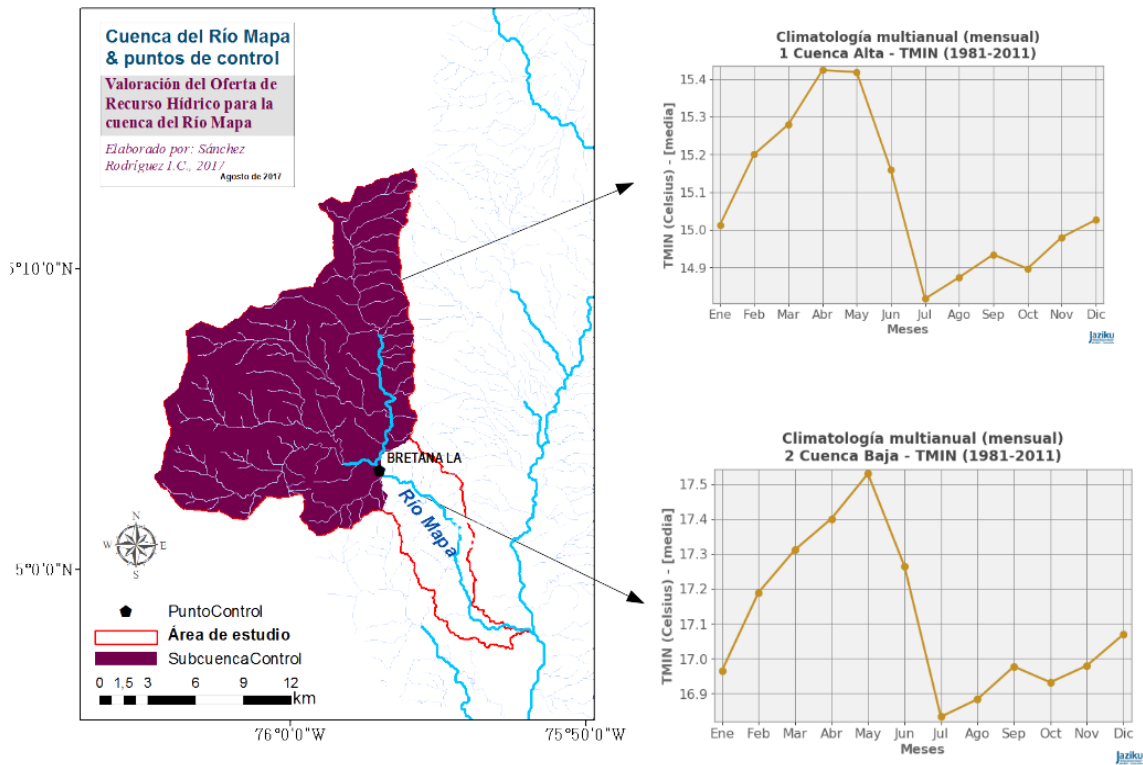 Cuenca del Río Mapa
& puntos de control
Valoración del Oferta de
Recurso Hídrico para la
cuenca del Río Mapa
Elaborado por: Sánchez
Rodríguez I.C., 2017
Agosto de 2017
5°10'0"N
5°0'0"N
BRETANA LA
Río Mapa
N
W
E
S
PuntoControl
Área de estudio
SubcuencaControl
0 1,5 3 6 9 12
km
76°0'0"W
75°50'0"W
Climatología multianual (mensual)
1 Cuenca Alta - TMIN (1981-2011)
TMIN (Celsius) - [media]
15.4
15.3
15.2
15.1
15.0
14.9
Ene Feb Mar Abr May Jun Jul Ago Sep Oct Nov Dic
Meses
Jaziku
Climatología multianual (mensual)
2 Cuenca Baja - TMIN (1981-2011)
TMIN (Celsius) - [media]
17.5
17.4
17.3
17.2
17.1
17.0
16.9
Ene Feb Mar Abr May Jun Jul Ago Sep Oct Nov Dic
Meses
Jaziku